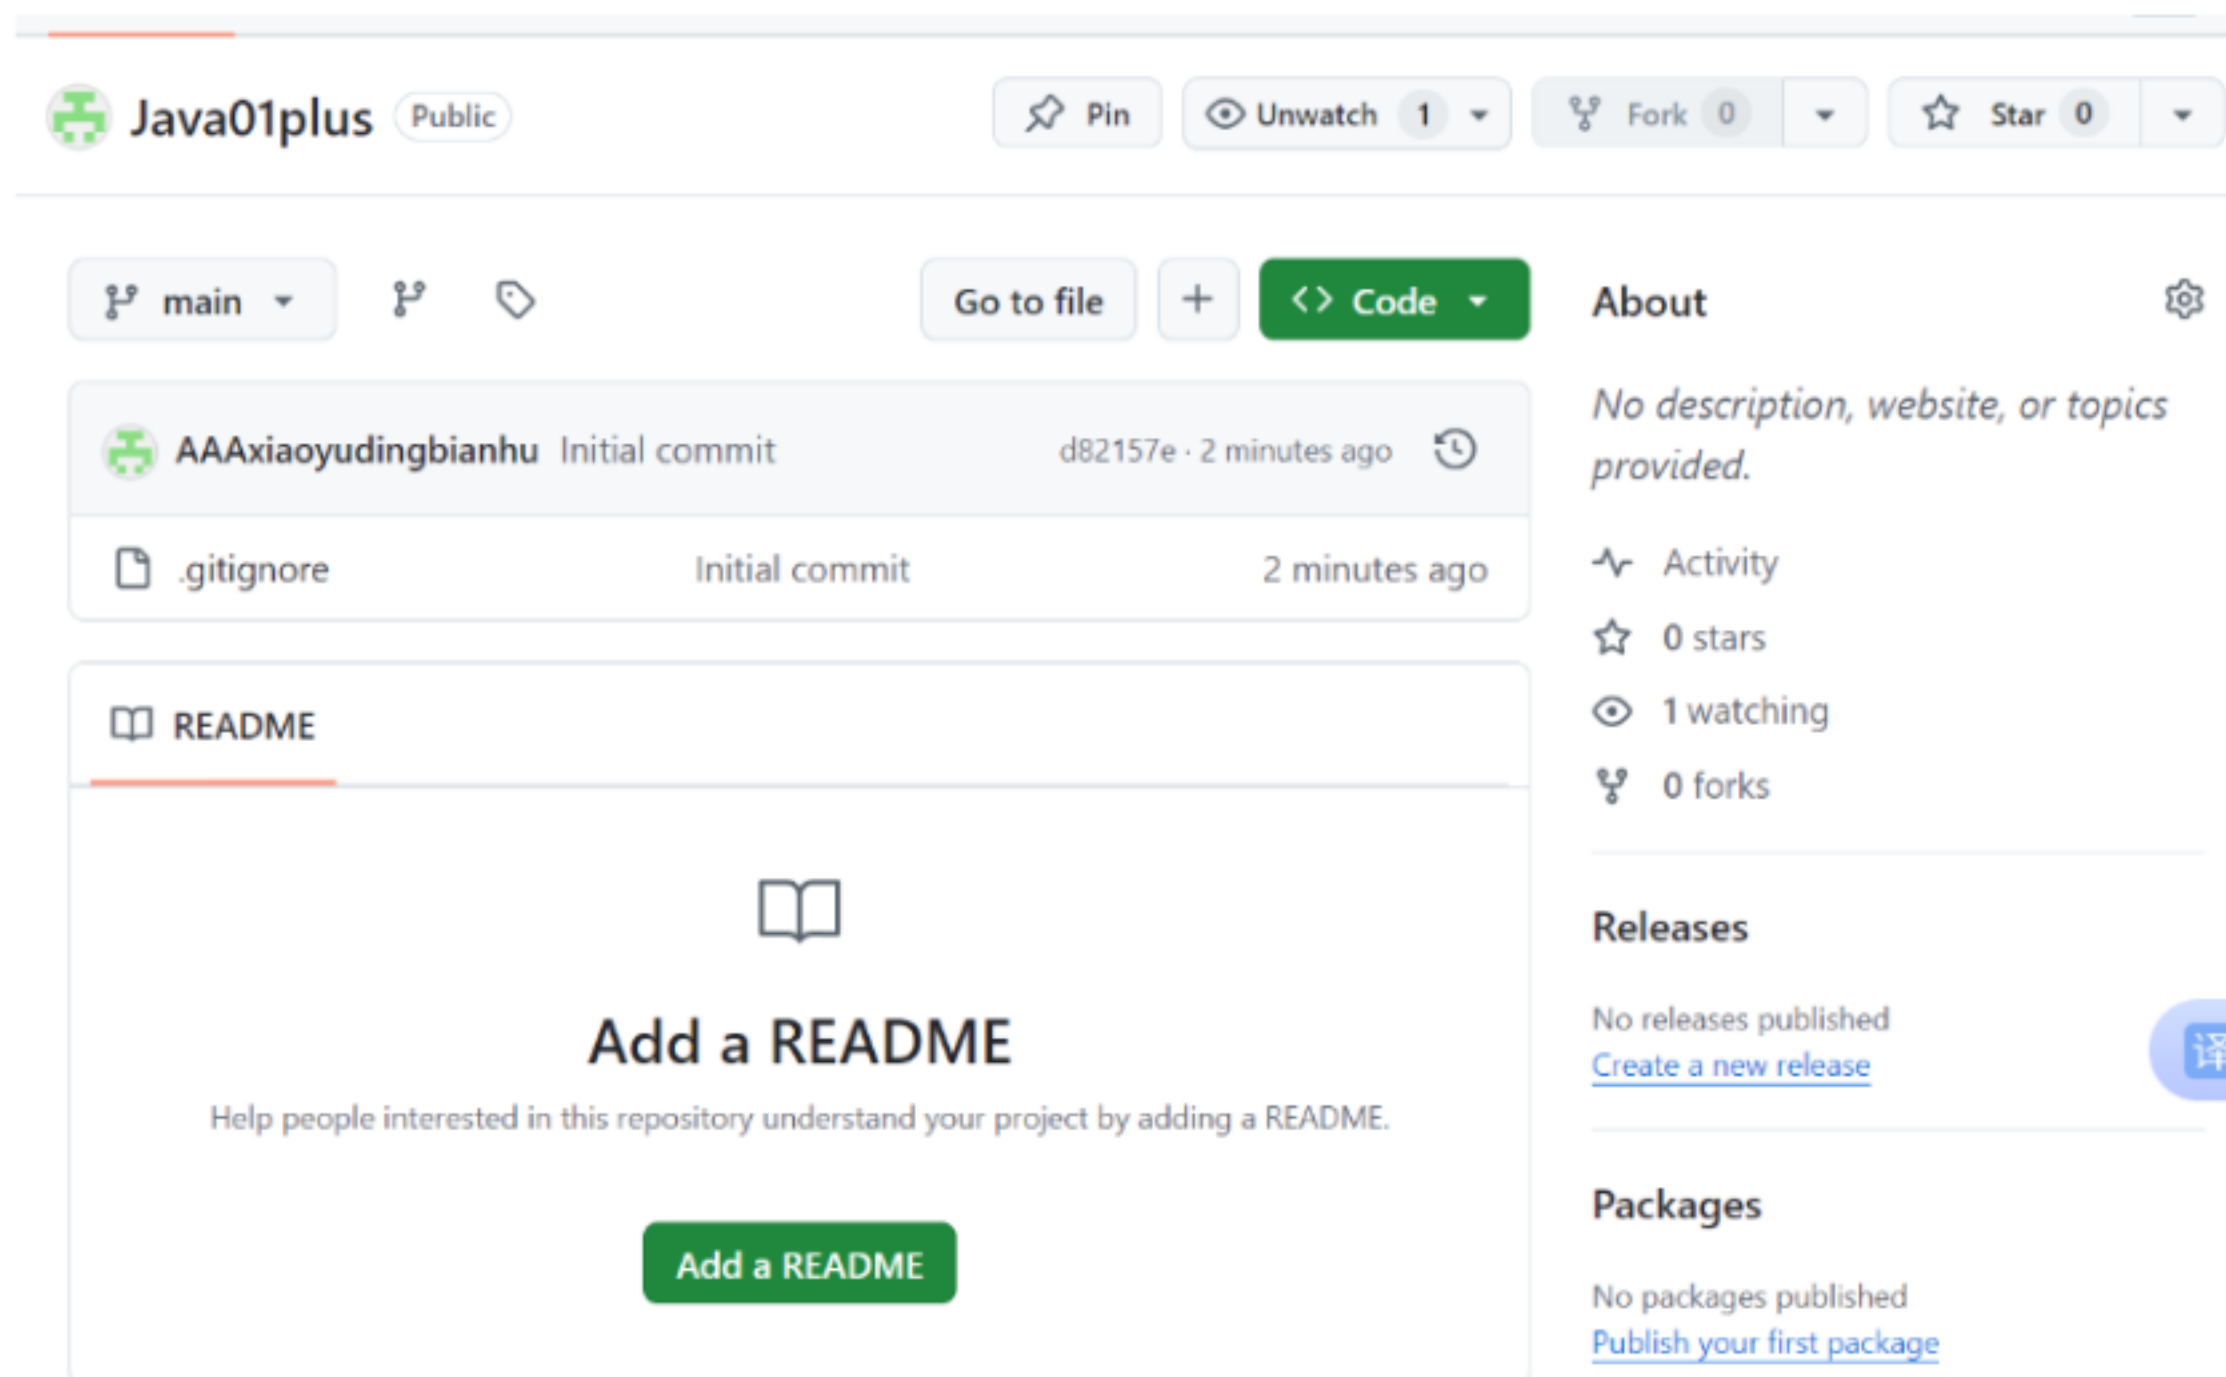 Java01plus Public Pin Unwatch 1 Fork 0 Star 0
main Go to file + <> Code
AAAxiaoyudingbianhu Initial commit d82157e · 2 minutes ago
.gitignore Initial commit 2 minutes ago
README
Add a README
Help people interested in this repository understand your project by adding a README.
Add a README
About
No description, website, or topics
provided.
Activity
0 stars
1 watching
0 forks
Releases
No releases published
Create a new release
译
Packages
No packages published
Publish your first package